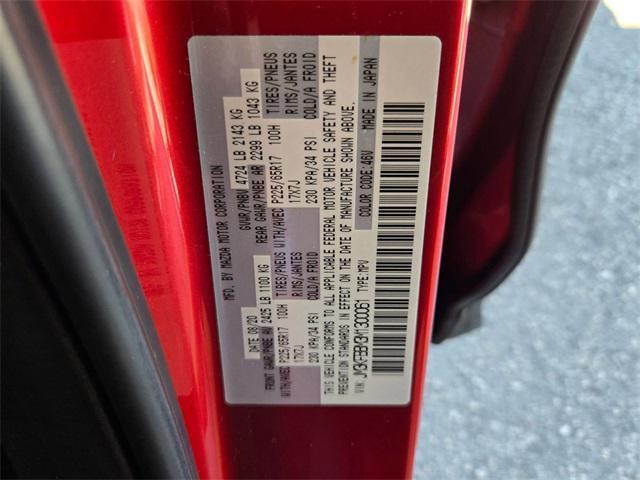 MFD. BY MAZDA MOTOR CORPORATION
DATE 08/20 GVWR/PNBV 4724 LB 2143 KG
FRONT GAWR/PNBE AV 2425 LB 1100 KG REAR GAWR/PNBE AR 2299 LB 1043 KG
WITH/AVEC P225/65R17 100H TIRES/PNEUS WITH/AVEC P225/65R17 100H TIRES/PNEUS
17X7J RIMS/JANTES 17X7J RIMS/JANTES
230 KPA/34 PSI COLD/A FROID 230 KPA/34 PSI COLD/A FROID
THIS VEHICLE CONFORMS TO ALL APPLICABLE FEDERAL MOTOR VEHICLE SAFETY AND THEFT
PREVENTION STANDARDS IN EFFECT ON THE DATE OF MANUFACTURE SHOWN ABOVE.
VIN: TYPE:MPV COLOR CODE:46V MADE IN JAPAN